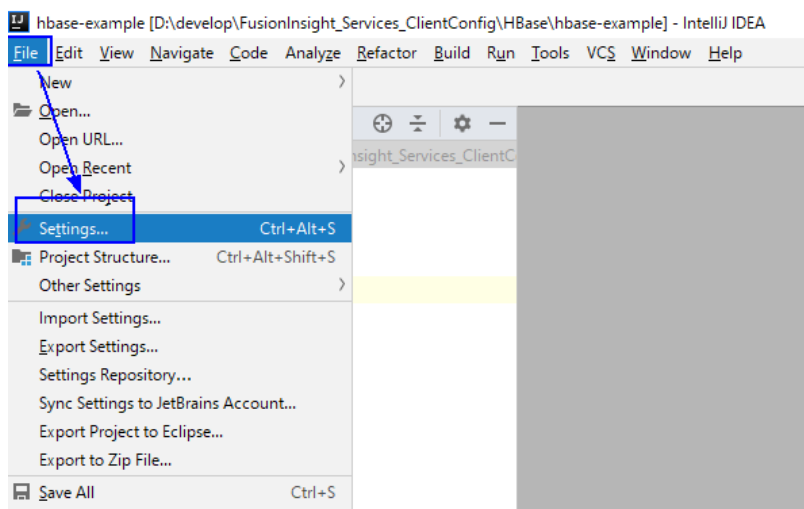 IJ hbase-example [D:\develop\FusionInsight_Services_ClientConfig\HBase\hbase-example] - IntelliJ IDEA
File Edit View Navigate Code Analyze Refactor Build Run Tools VCS Window Help
New
Open...
Open URL...
nsight_Services_ClientC
Open Recent
Close Project
Settings... Ctrl+Alt+S
Project Structure... Ctrl+Alt+Shift+S
Other Settings
Import Settings...
Export Settings...
Settings Repository...
Sync Settings to JetBrains Account...
Export Project to Eclipse...
Export to Zip File...
Save All Ctrl+S